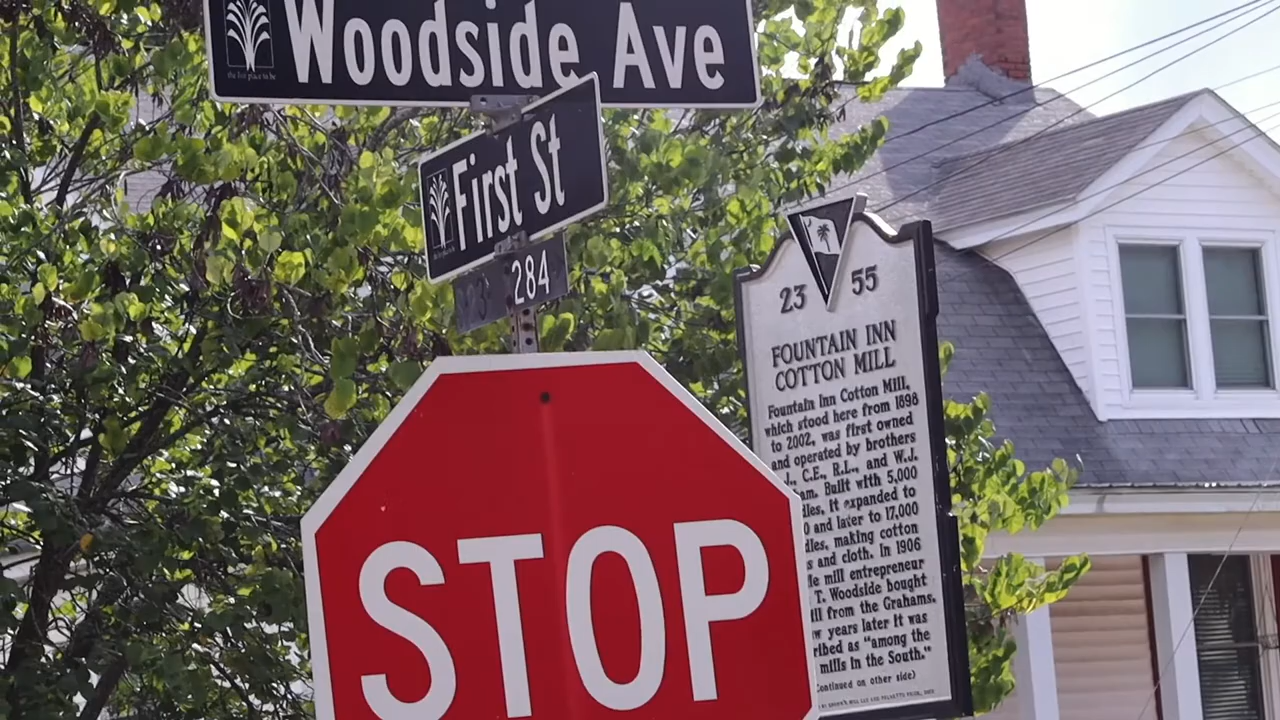 Woodside Ave
First St
284
23 55
FOUNTAIN INN
COTTON MILL
Fountain Inn Cotton Mill,
which stood here from 1898
to 2002, was first owned
and operated by brothers
C.E., R.L., and W.J.
Built with 5,000
it expanded to
and later to 17,000
making cotton
and cloth. In 1906
mill entrepreneur
T. Woodside bought
from the Grahams.
years later it was
as "among the
mills in the South."
(Continued on other side)
STOP